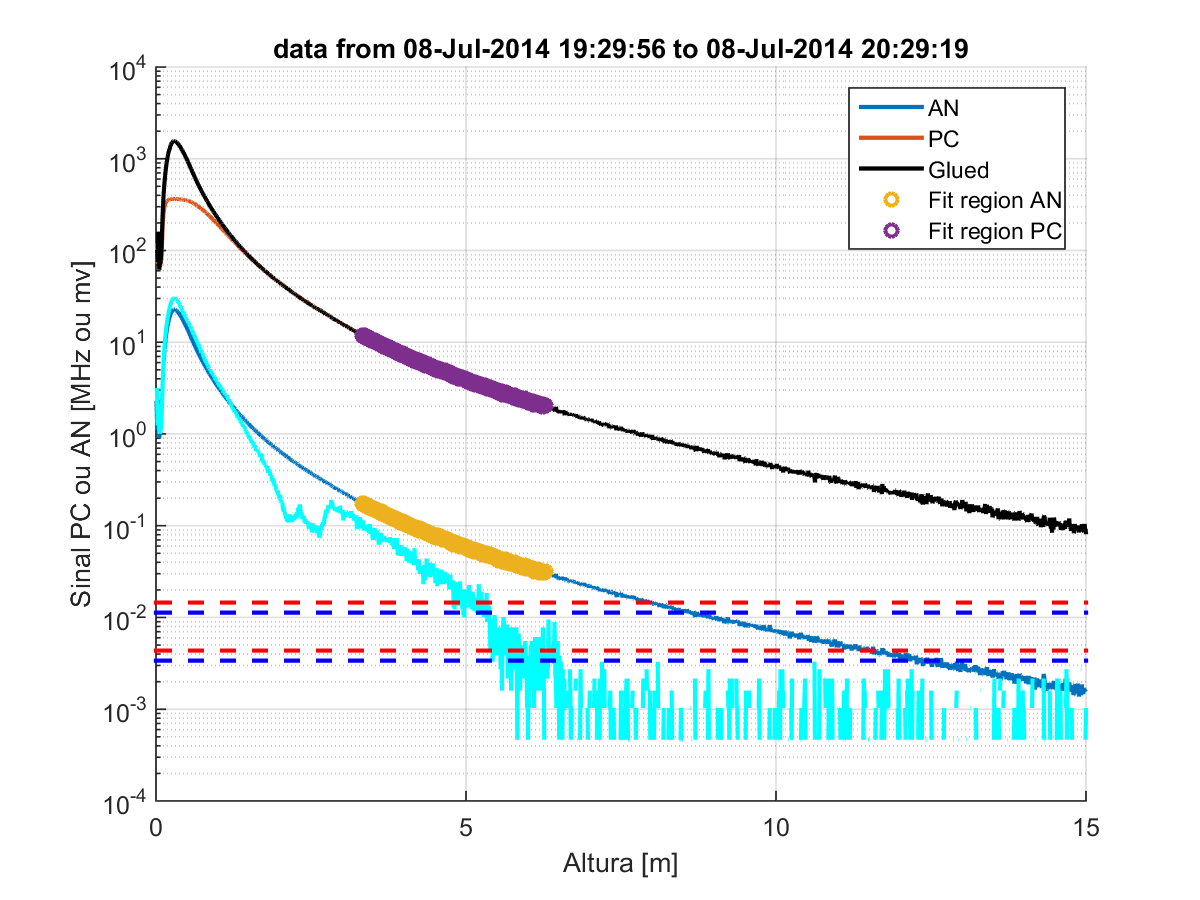 data from 08-Jul-2014 19:29:56 to 08-Jul-2014 20:29:19
AN
PC
Glued
Fit region AN
Fit region PC
Sinal PC ou AN [MHz ou mv]
10^4
10^3
10^2
10^1
10^0
10^-1
10^-2
10^-3
10^-4
0 5 10 15
Altura [m]